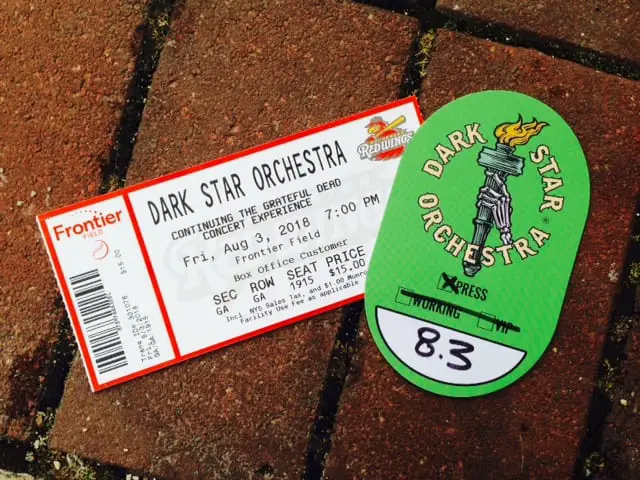 Frontier
FIELD
$15.00
DARK STAR ORCHESTRA
RED WINGS
CONTINUING THE GRATEFUL DEAD
CONCERT EXPERIENCE
Fri, Aug 3, 2018 7:00 PM
Frontier Field
Box Office Customer
SEC ROW SEAT PRICE
GA GA 1915 $15.00
Incl NYS Sales Tax, and $1.00 Monroe
Facility Use Fee as applicable
DARK STAR
ORCHESTRA
PRESS
WORKING VIP
8.3